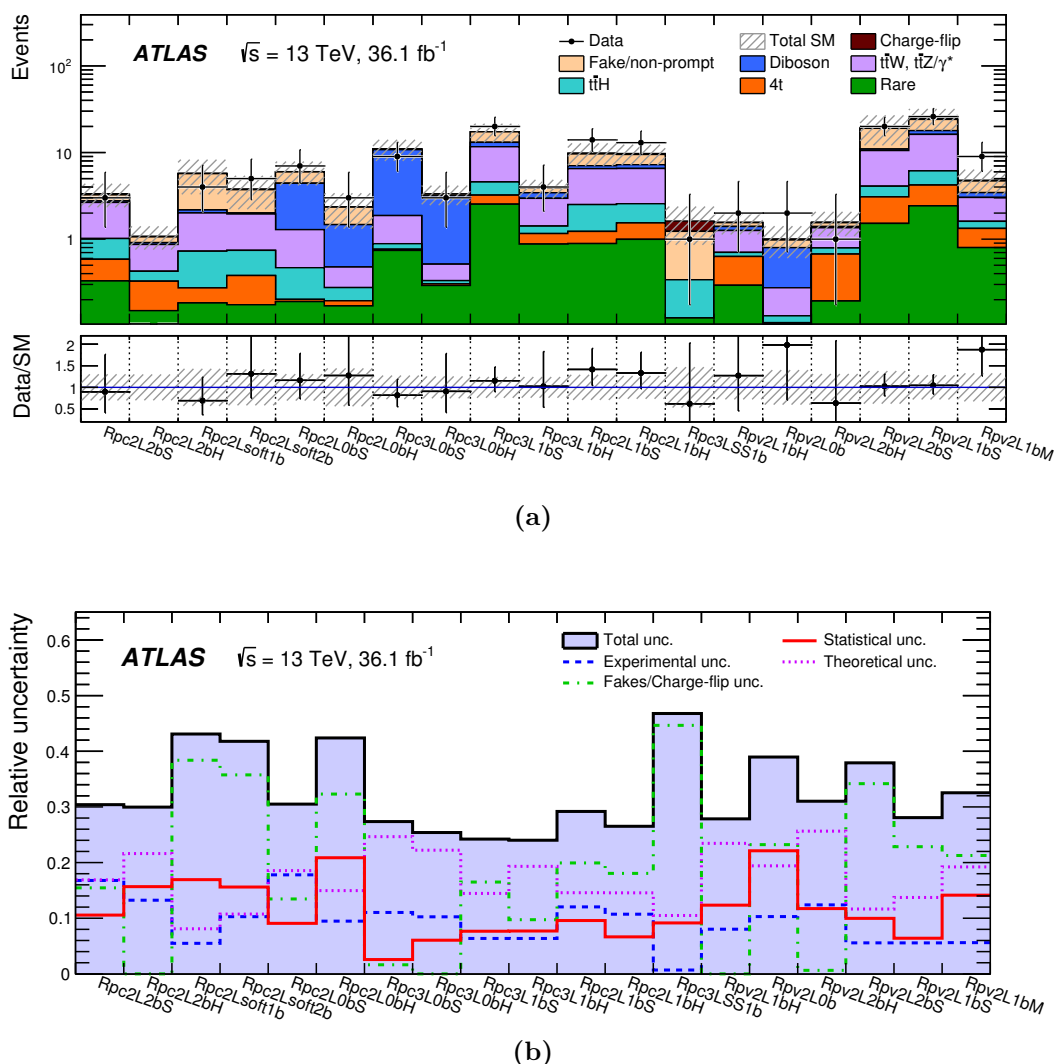 Events
ATLAS √s = 13 TeV, 36.1 fb⁻¹
Data Total SM Charge-flip
Fake/non-prompt Diboson tt̄W, tt̄Z/γ*
tt̄H 4t Rare
10²
10
1
Data/SM
2
1.5
1
0.5
Rpc2L2bS Rpc2L2bH Rpc2Lsoft1b Rpc2Lsoft2b Rpc2L0bS Rpc2L0bH Rpc3L0bS Rpc3L0bH Rpc3L1bS Rpc3L1bH Rpc2L1bS Rpc2L1bH Rpc3LSS1b Rpv2L1bH Rpv2L0b Rpv2L2bH Rpv2L2bS Rpv2L1bS Rpv2L1bM
(a)
Relative uncertainty
ATLAS √s = 13 TeV, 36.1 fb⁻¹
Total unc. Statistical unc.
Experimental unc. Theoretical unc.
Fakes/Charge-flip unc.
0.6
0.5
0.4
0.3
0.2
0.1
0
Rpc2L2bS Rpc2L2bH Rpc2Lsoft1b Rpc2Lsoft2b Rpc2L0bS Rpc2L0bH Rpc3L0bS Rpc3L0bH Rpc3L1bS Rpc3L1bH Rpc2L1bS Rpc2L1bH Rpc3LSS1b Rpv2L1bH Rpv2L0b Rpv2L2bH Rpv2L2bS Rpv2L1bS Rpv2L1bM
(b)